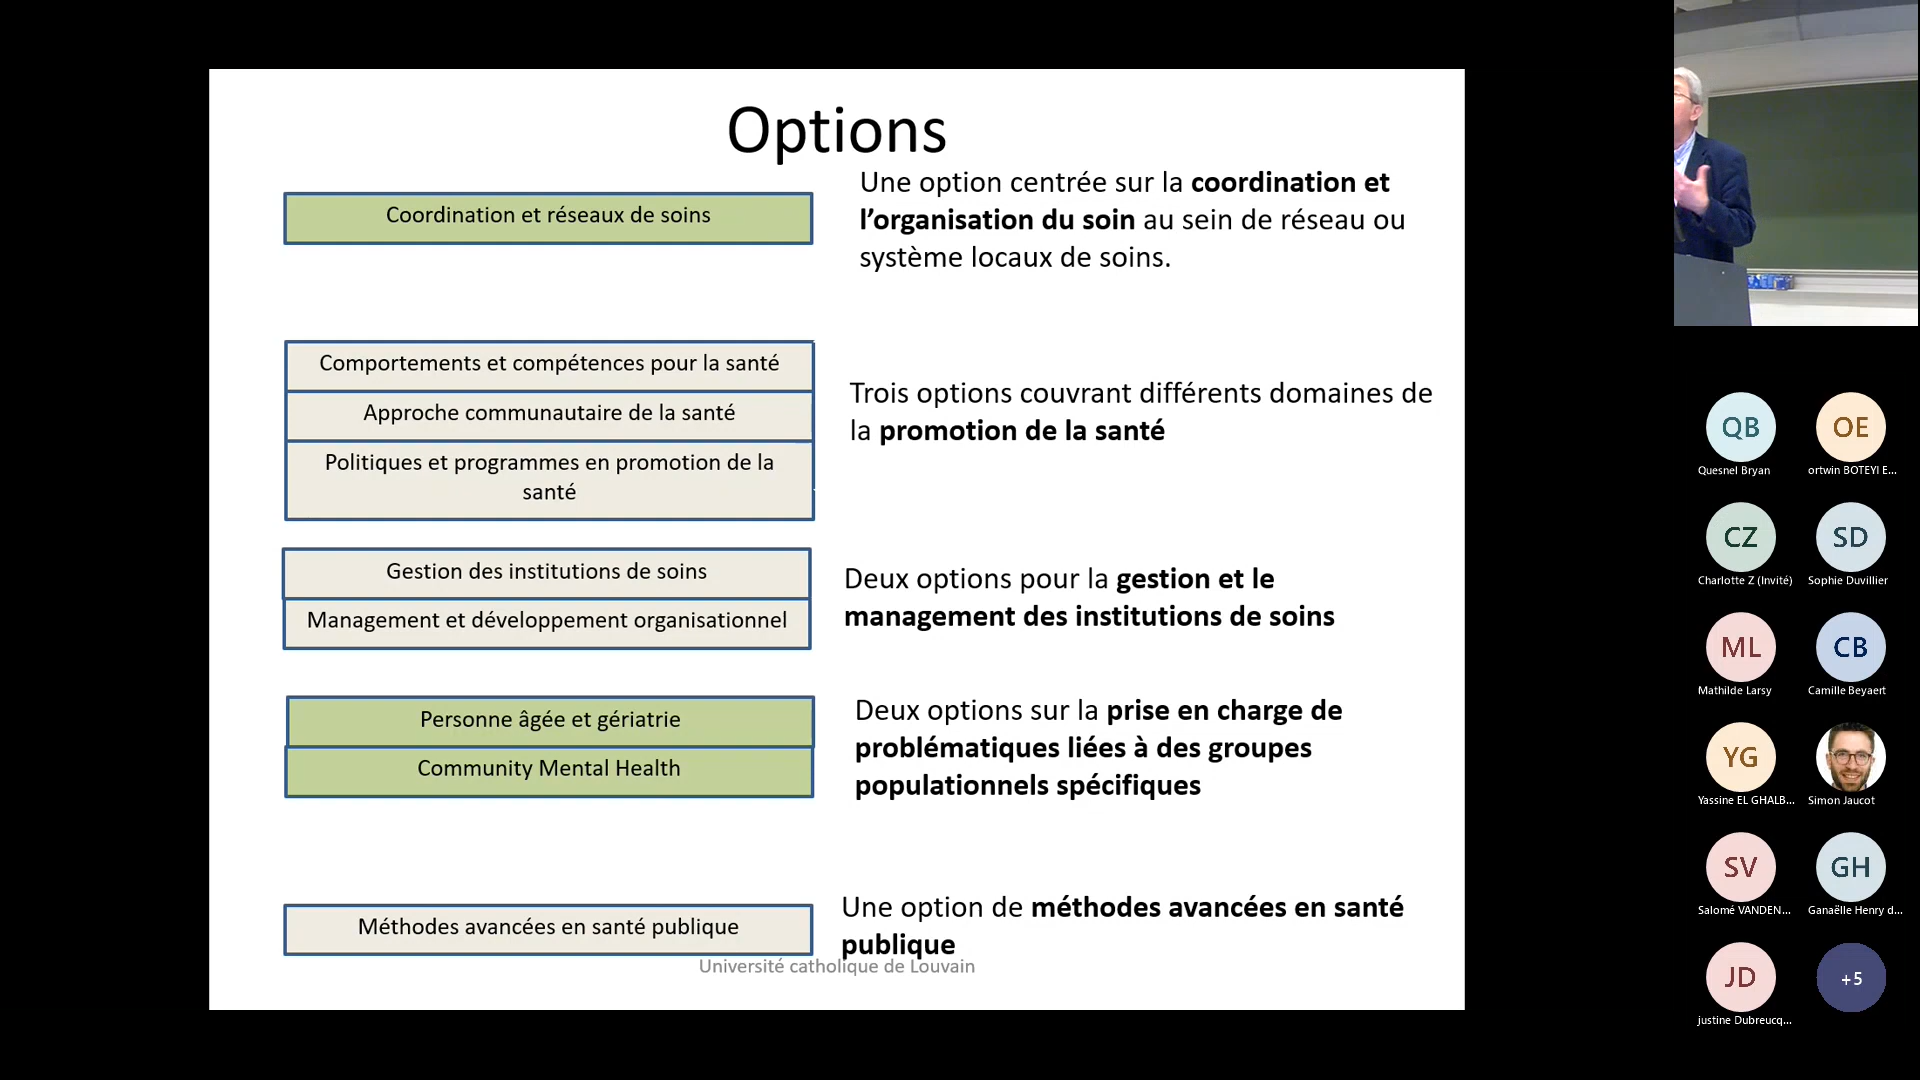 Options
Coordination et réseaux de soins
Une option centrée sur la coordination et
l’organisation du soin au sein de réseau ou
système locaux de soins.
Comportements et compétences pour la santé
Approche communautaire de la santé
Politiques et programmes en promotion de la
santé
Trois options couvrant différents domaines de
la promotion de la santé
Gestion des institutions de soins
Management et développement organisationnel
Deux options pour la gestion et le
management des institutions de soins
Personne âgée et gériatrie
Community Mental Health
Deux options sur la prise en charge de
problématiques liées à des groupes
populationnels spécifiques
Méthodes avancées en santé publique
Une option de méthodes avancées en santé
publique
Université catholique de Louvain
QB
Quesnel Bryan
OE
ortwin BOTEYI E...
CZ
Charlotte Z (Invité)
SD
Sophie Duvillier
ML
Mathilde Larsy
CB
Camille Beyaert
YG
Yassine EL GHALB...
Simon Jaucot
SV
Salomé VANDEN...
GH
Ganaëlle Henry d...
JD
justine Dubreucq...
+5